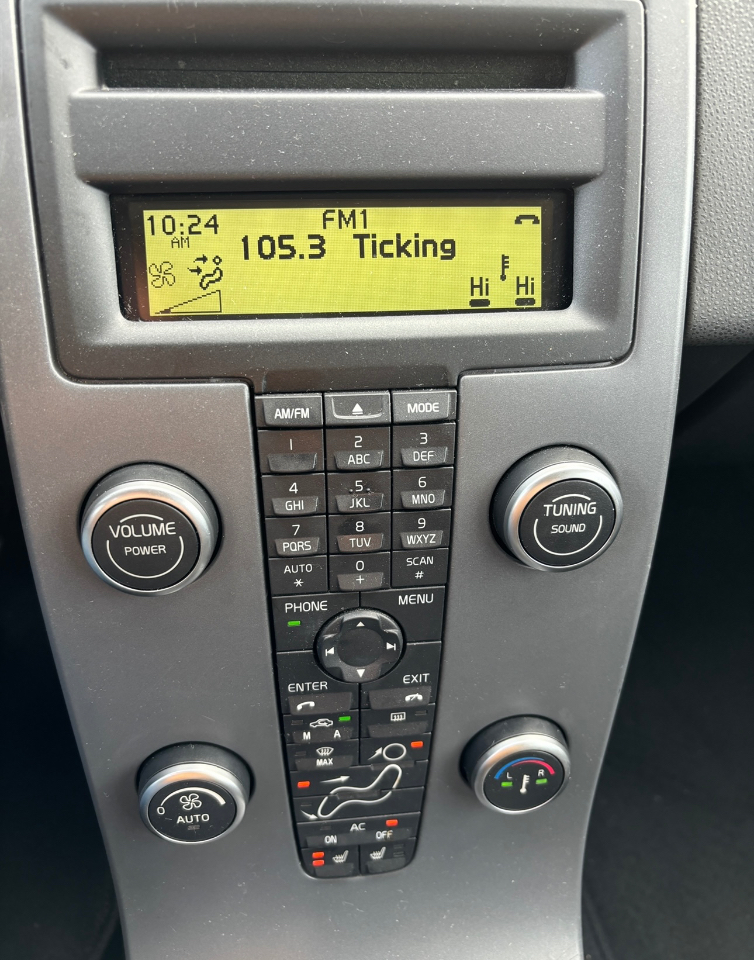 10:24 FM1
AM 105.3 Ticking
Hi Hi
AM/FM MODE
1 2 3
ABC DEF
4 .5. 6
GHI JKL MNO
7 8 9
PQRS TUV WXYZ
AUTO 0 SCAN
* + #
VOLUME
POWER
TUNING
SOUND
PHONE MENU
ENTER EXIT
M A
MAX
AC
ON OFF
0
AUTO
L R